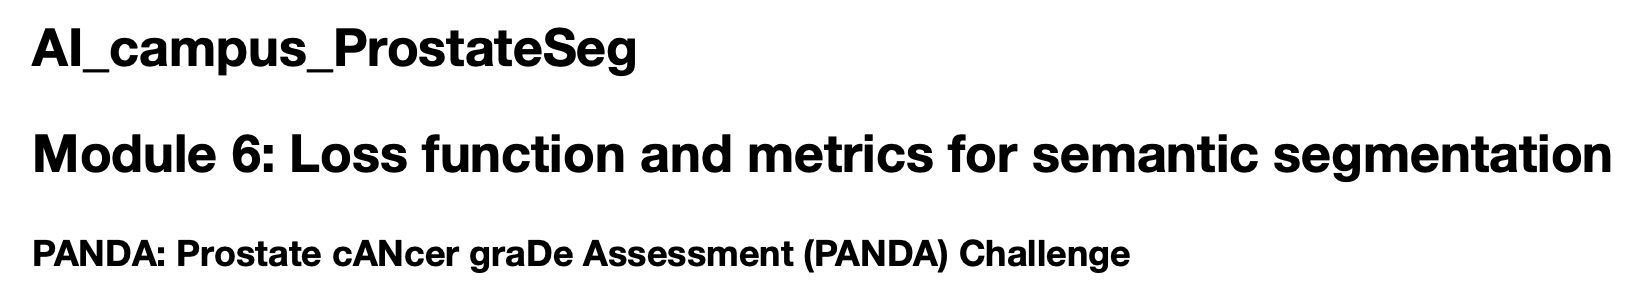 AI_campus_ProstateSeg
Module 6: Loss function and metrics for semantic segmentation
PANDA: Prostate cANcer graDe Assessment (PANDA) Challenge